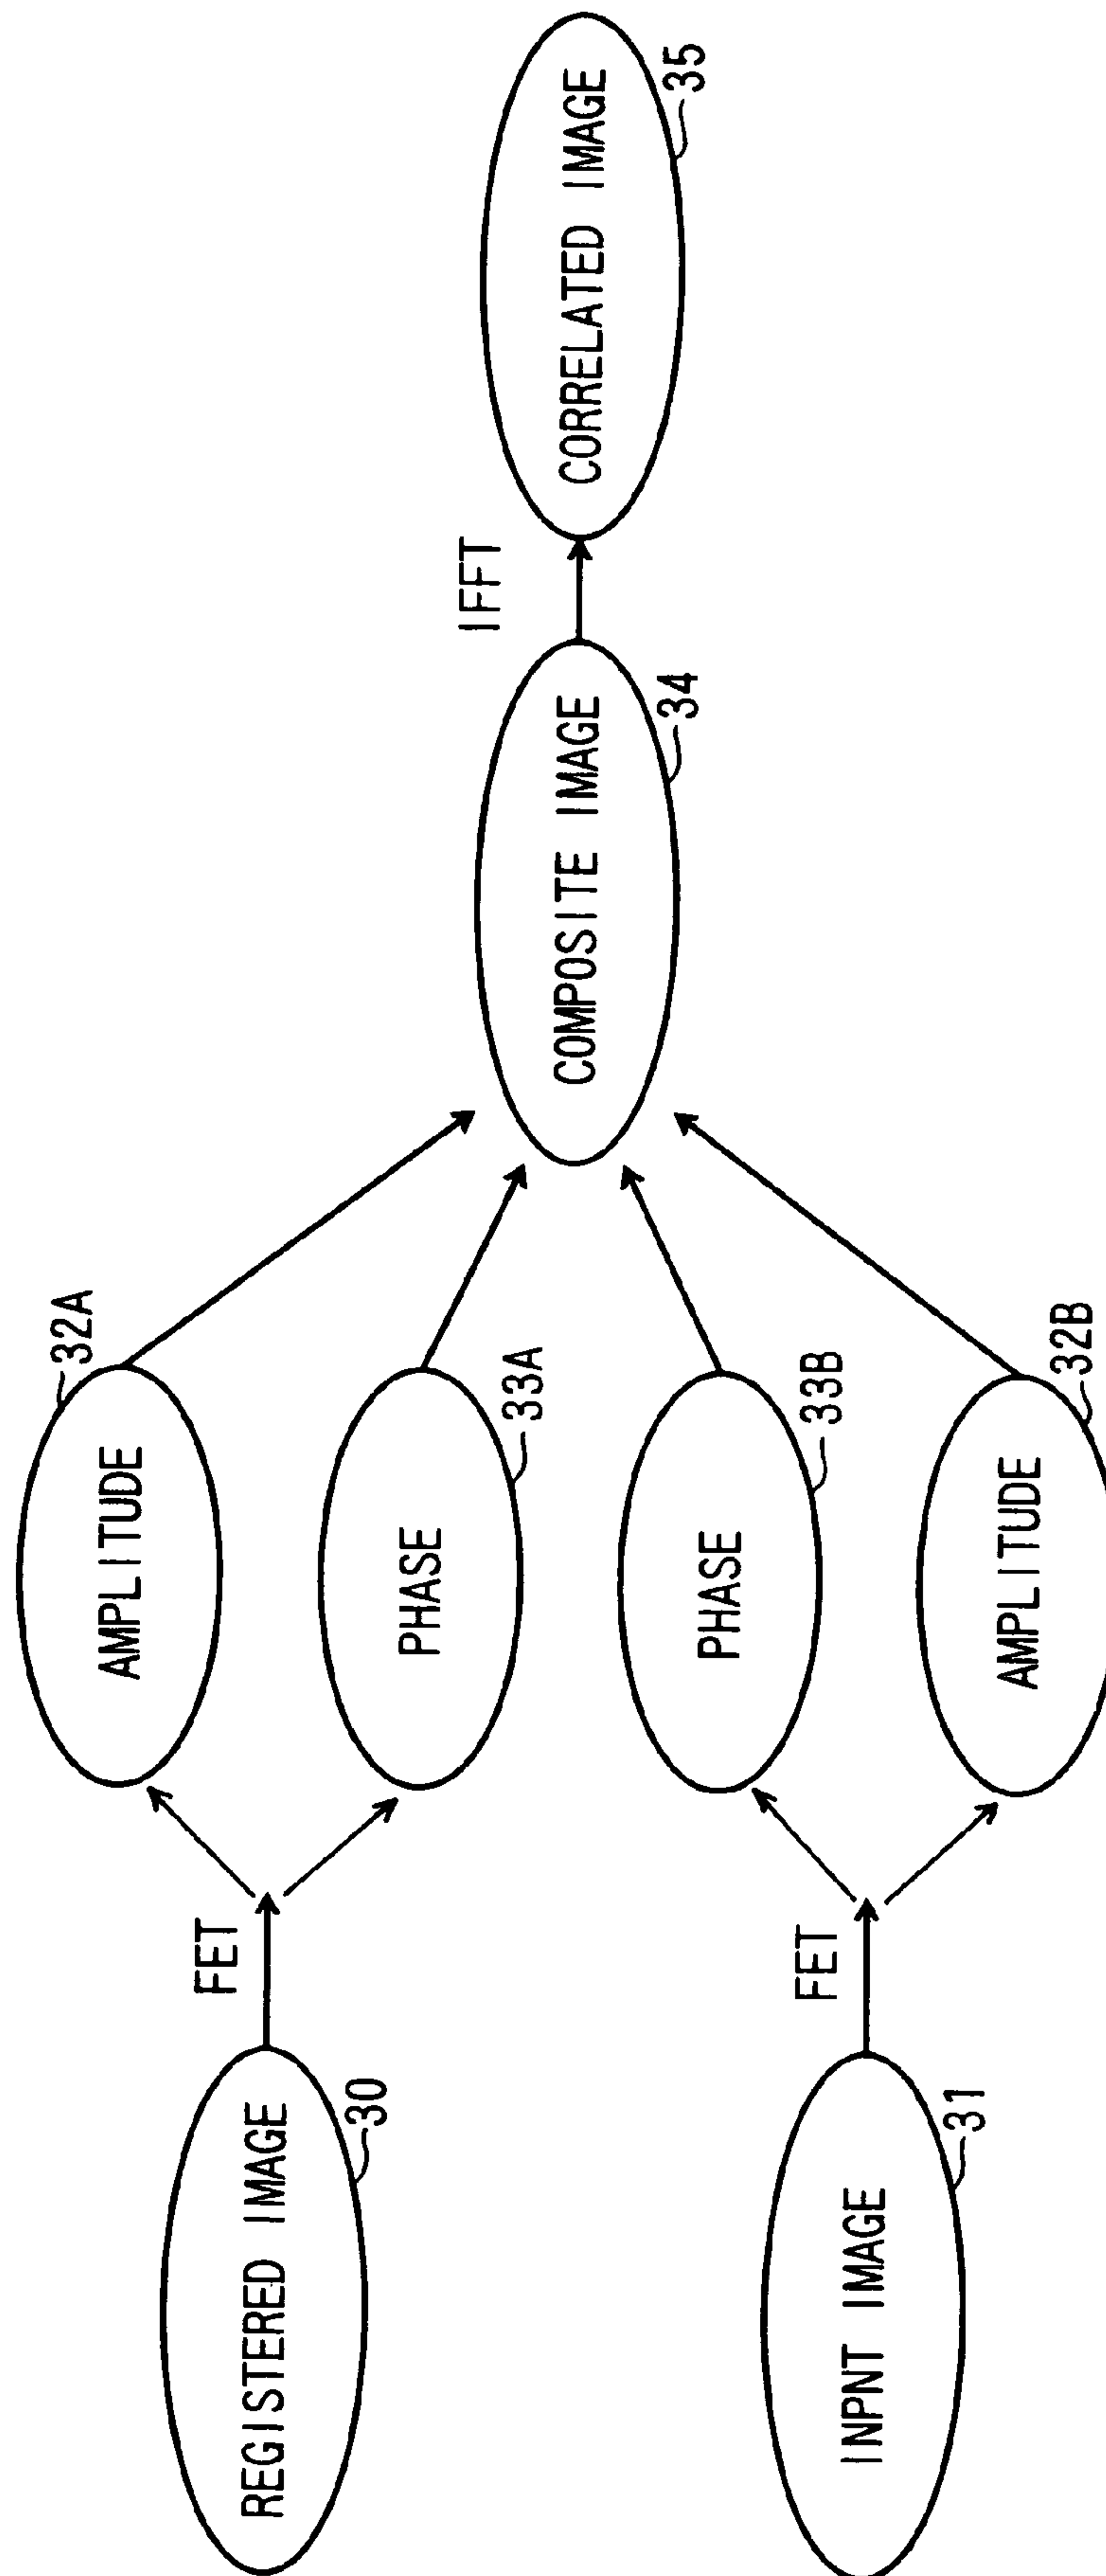 REGISTERED IMAGE
30
FET
AMPLITUDE
32A
PHASE
33A
INPNT IMAGE
31
FET
PHASE
33B
AMPLITUDE
32B
COMPOSITE IMAGE
34
IFFT
CORRELATED IMAGE
35